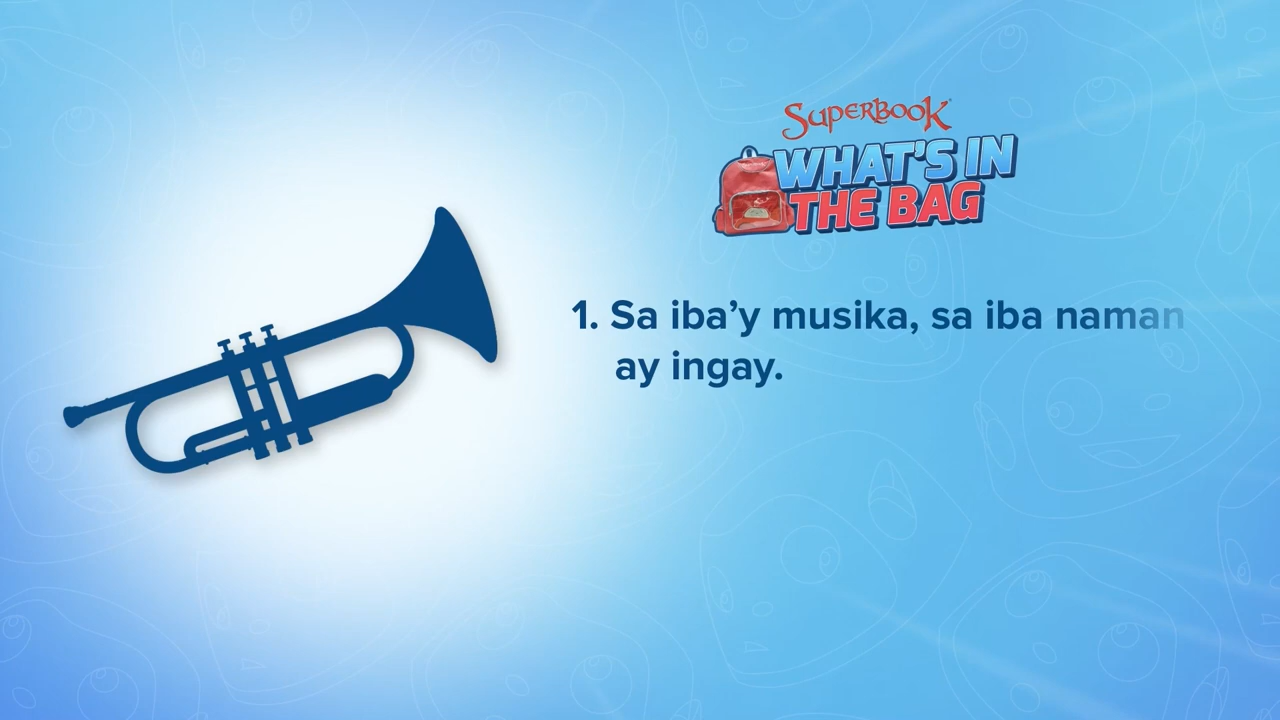 SUPERBOOK
WHAT'S IN
THE BAG
1. Sa iba’y musika, sa iba naman
ay ingay.